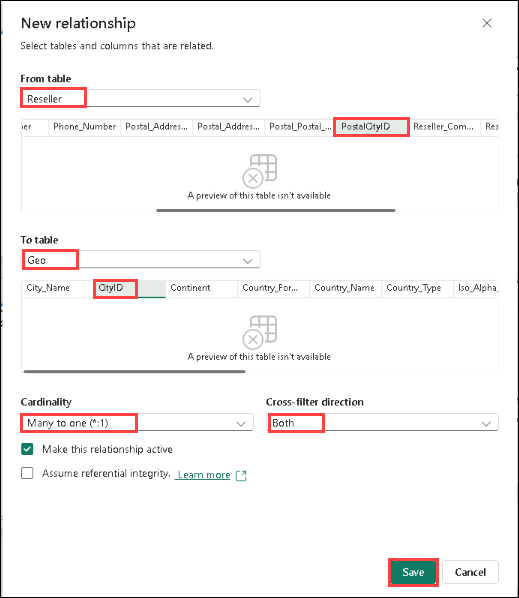 New relationship
Select tables and columns that are related.
From table
Reseller
ber Phone_Number Postal_Addres... Postal_Addres... Postal_Postal_... PostalCityID Reseller_Com... Res
A preview of this table isn't available
To table
Geo
City_Name CityID Continent Country_For... Country_Name Country_Type Iso_Alpha_
A preview of this table isn't available
Cardinality Cross-filter direction
Many to one (*:1) Both
Make this relationship active
Assume referential integrity. Learn more
Save Cancel